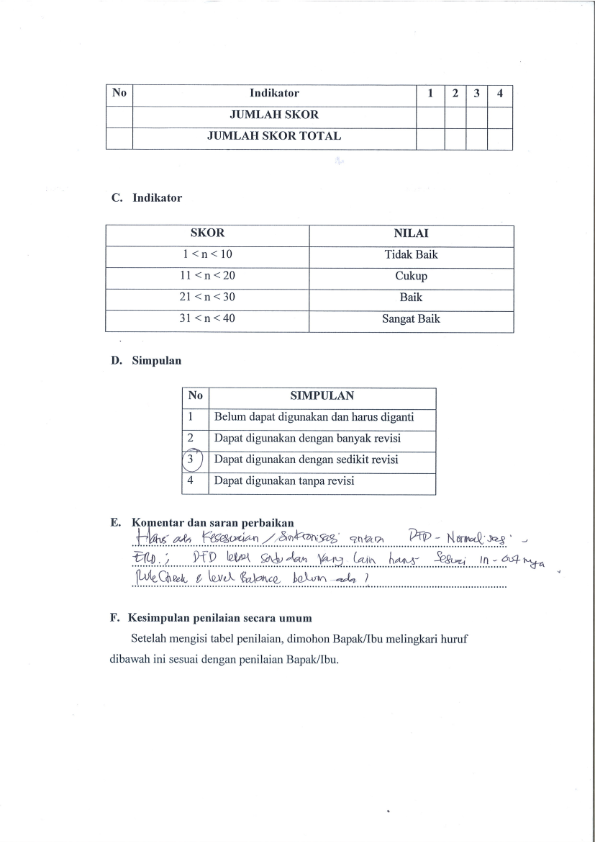 No Indikator 1 2 3 4
JUMLAH SKOR
JUMLAH SKOR TOTAL
C. Indikator
SKOR NILAI
1 < n < 10 Tidak Baik
11 < n < 20 Cukup
21 < n < 30 Baik
31 < n < 40 Sangat Baik
D. Simpulan
No SIMPULAN
1 Belum dapat digunakan dan harus diganti
2 Dapat digunakan dengan banyak revisi
3 Dapat digunakan dengan sedikit revisi
4 Dapat digunakan tanpa revisi
E. Komentar dan saran perbaikan
Harus ada Kesesuaian / Sinkronisasi antara DFD - Normalisasi -
ERD ; DFD level satu dan yang lain harus sesuai in - out nya
Rule Check & level Balance belum ada !
F. Kesimpulan penilaian secara umum
Setelah mengisi tabel penilaian, dimohon Bapak/Ibu melingkari huruf
dibawah ini sesuai dengan penilaian Bapak/Ibu.